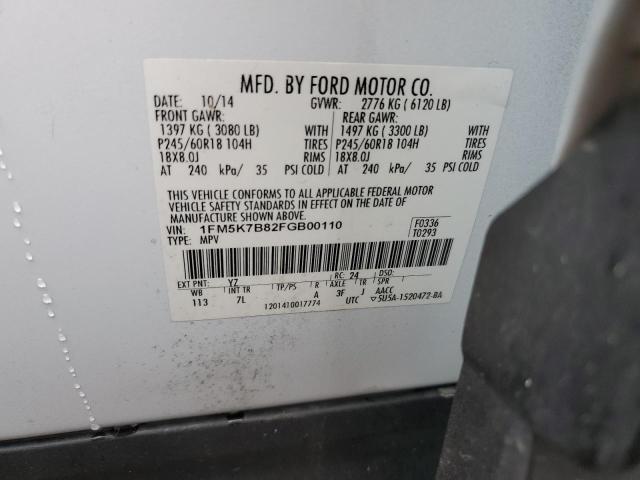 MFD. BY FORD MOTOR CO.
DATE: 10/14 GVWR: 2776 KG ( 6120 LB)
FRONT GAWR: REAR GAWR:
1397 KG ( 3080 LB) WITH 1497 KG ( 3300 LB) WITH
P245/60R18 104H TIRES P245/60R18 104H TIRES
18X8.0J RIMS 18X8.0J RIMS
AT 240 kPa/ 35 PSI COLD AT 240 kPa/ 35 PSI COLD
THIS VEHICLE CONFORMS TO ALL APPLICABLE FEDERAL MOTOR
VEHICLE SAFETY STANDARDS IN EFFECT ON THE DATE OF
MANUFACTURE SHOWN ABOVE.
VIN: 1FM5K7B82FGB00110 F0336
TYPE: MPV T0293
EXT PNT: YZ RC: 24 DSO:
WB INT TR TP/PS R AXLE TR SPR
113 7L A 3F J AACC
1201410017774 UTC ▽5U5A-1520472-BA